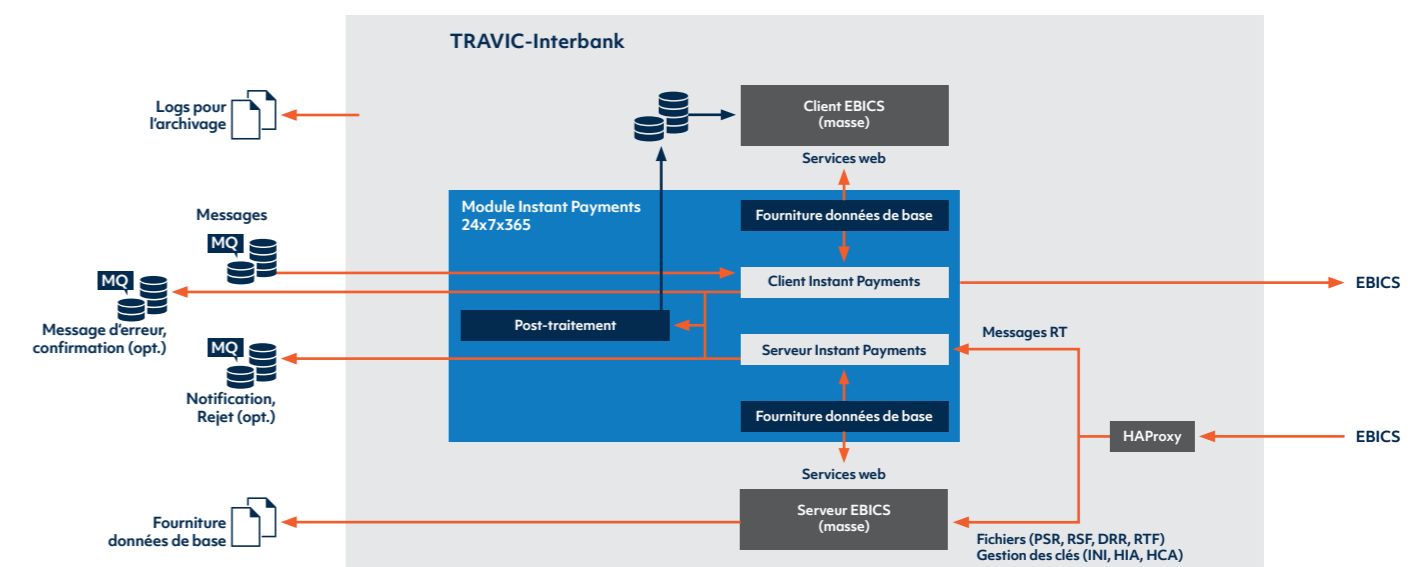 TRAVIC-Interbank
Logs pour
l'archivage
Client EBICS
(masse)
Services web
Module Instant Payments
24x7x365
Fourniture données de base
Messages
MQ
Client Instant Payments
EBICS
MQ
Message d'erreur,
confirmation (opt.)
Post-traitement
Messages RT
MQ
Serveur Instant Payments
Notification,
Rejet (opt.)
Fourniture données de base
HAProxy
EBICS
Services web
Serveur EBICS
(masse)
Fourniture
données de base
Fichiers (PSR, RSF, DRR, RTF)
Gestion des clés (INI, HIA, HCA)